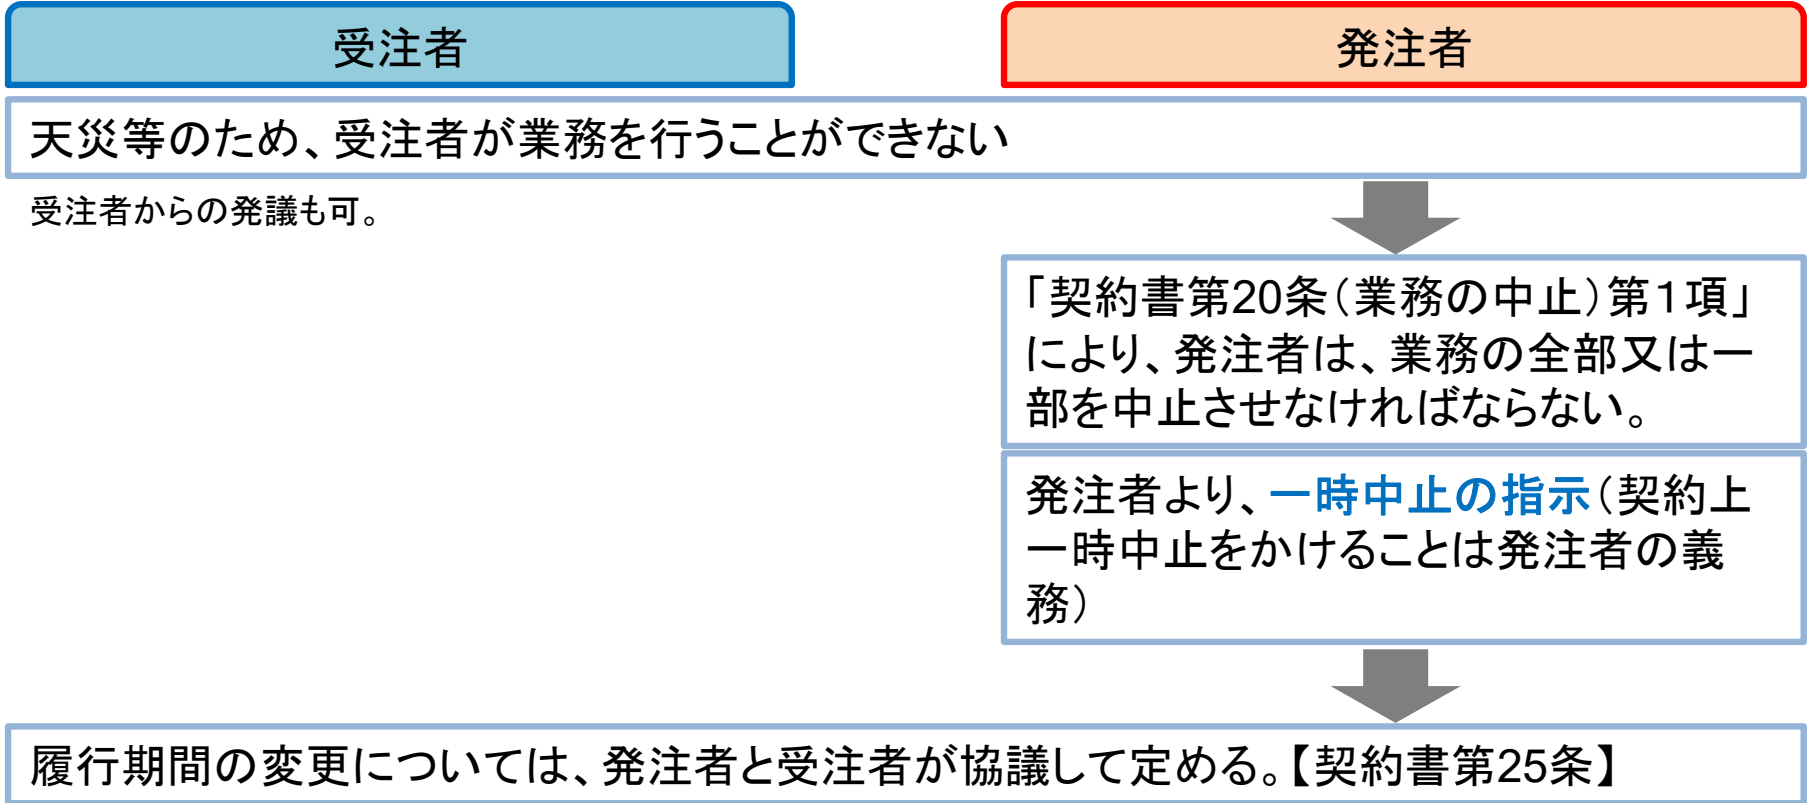 受注者
発注者
天災等のため、受注者が業務を行うことができない
受注者からの発議も可。
「契約書第20条（業務の中止）第１項」
により、発注者は、業務の全部又は一
部を中止させなければならない。
発注者より、一時中止の指示（契約上
一時中止をかけることは発注者の義
務）
履行期間の変更については、発注者と受注者が協議して定める。【契約書第25条】